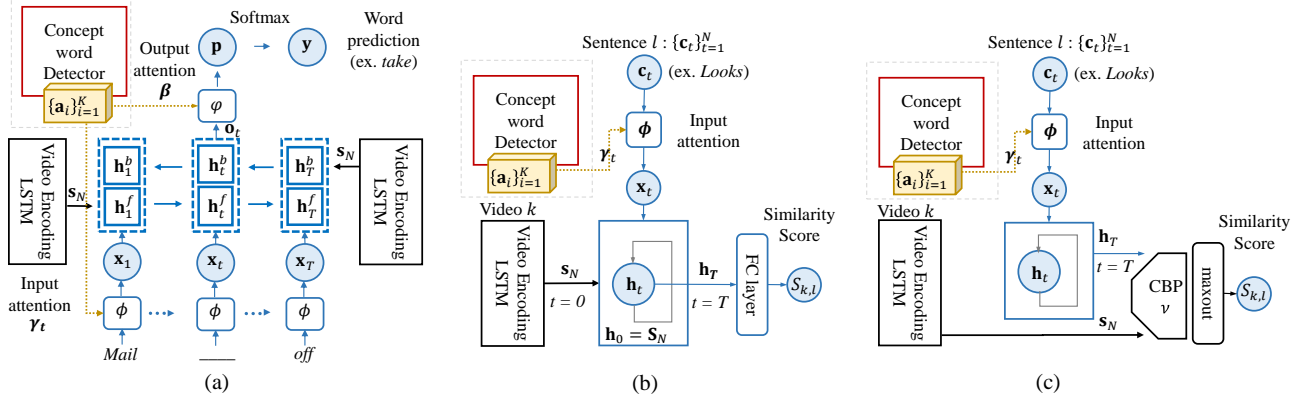 Concept
word
Detector
{a_i}_{i=1}^K
Output
attention
β
Softmax
p
y
Word
prediction
(ex. take)
φ
o_t
Video Encoding
LSTM
s_N
h_1^b
h_t^b
h_T^b
h_1^f
h_t^f
h_T^f
s_N
Video Encoding
LSTM
x_1
x_t
x_T
Input
attention
γ_t
ϕ
ϕ
ϕ
Mail
_____
off
(a)
Sentence l : {c_t}_{t=1}^N
c_t
(ex. Looks)
Concept
word
Detector
{a_i}_{i=1}^K
γ_t
ϕ
Input
attention
x_t
Video k
Video Encoding
LSTM
s_N
t = 0
h_t
h_0 = S_N
h_T
t = T
FC layer
Similarity
Score
S_{k,l}
(b)
Sentence l : {c_t}_{t=1}^N
c_t
(ex. Looks)
Concept
word
Detector
{a_i}_{i=1}^K
γ_t
ϕ
Input
attention
x_t
Video k
Video Encoding
LSTM
h_t
h_T
t = T
s_N
CBP
ν
maxout
Similarity
Score
S_{k,l}
(c)